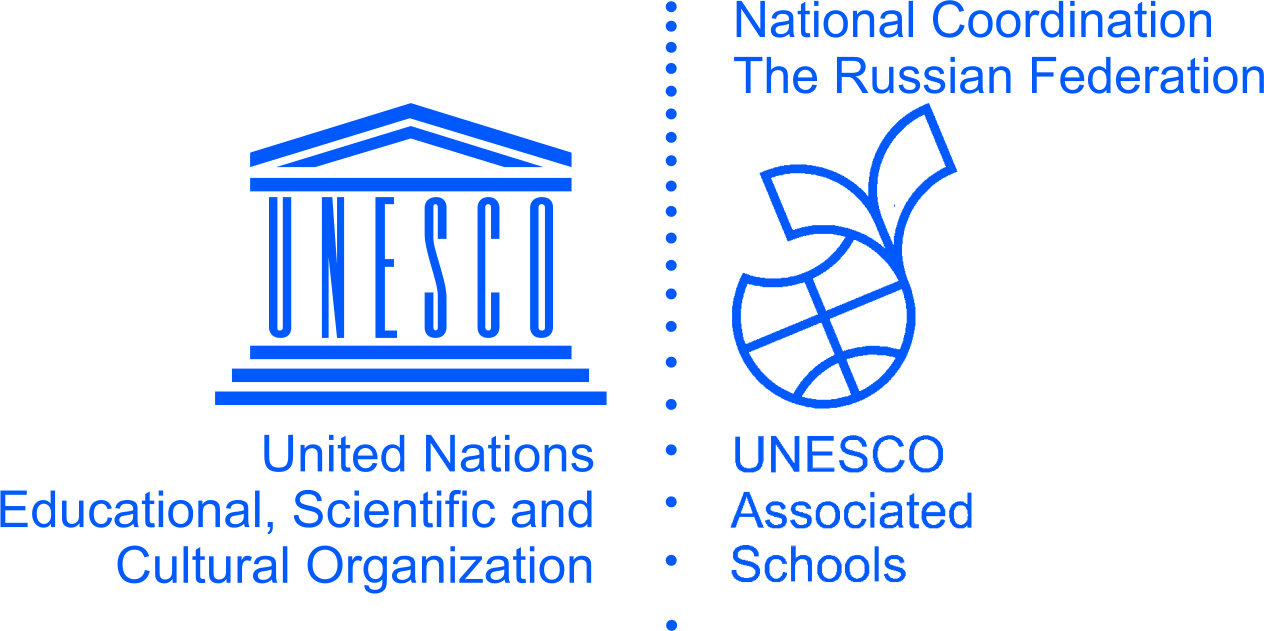 UNESCO
United Nations
Educational, Scientific and
Cultural Organization
National Coordination
The Russian Federation
UNESCO
Associated
Schools